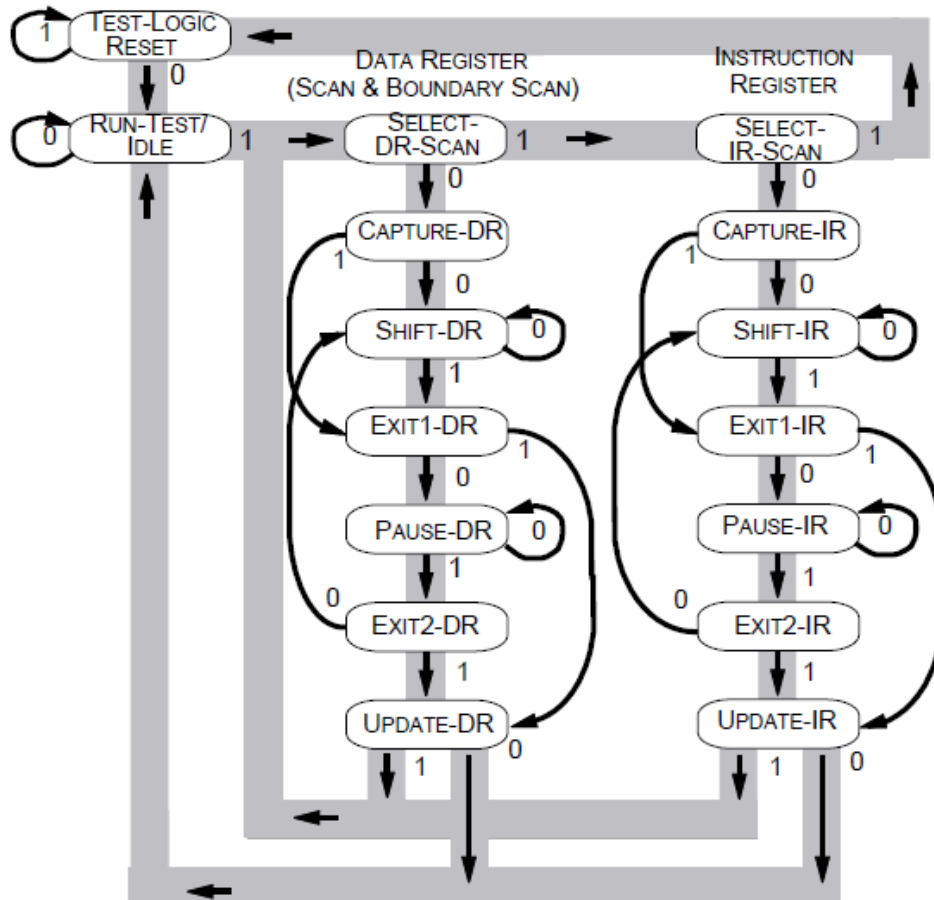 TEST-LOGIC
RESET
1
0
DATA REGISTER
(SCAN & BOUNDARY SCAN)
INSTRUCTION
REGISTER
RUN-TEST/
IDLE
0
1
SELECT-
DR-SCAN
1
SELECT-
IR-SCAN
1
0
0
CAPTURE-DR
CAPTURE-IR
1
1
0
0
SHIFT-DR
0
SHIFT-IR
0
1
1
EXIT1-DR
1
EXIT1-IR
1
0
0
PAUSE-DR
0
PAUSE-IR
0
1
1
0
0
EXIT2-DR
EXIT2-IR
1
1
UPDATE-DR
UPDATE-IR
1
0
1
0